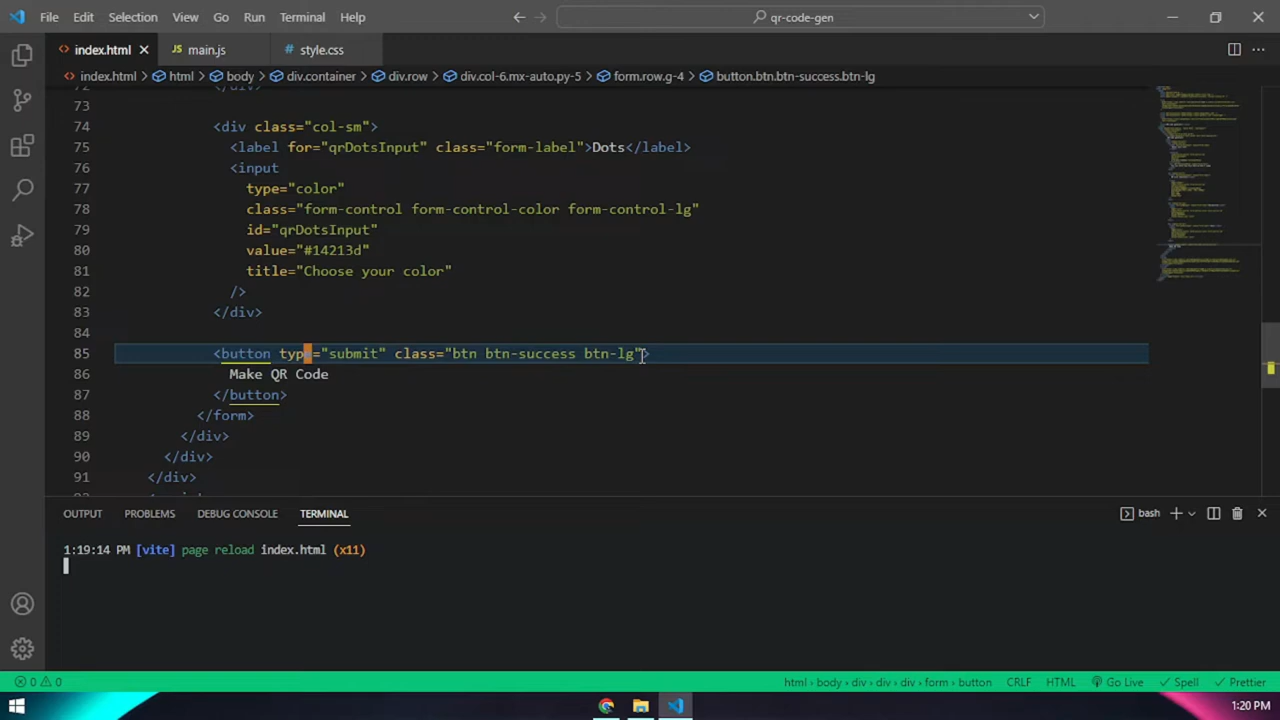 File Edit Selection View Go Run Terminal Help qr-code-gen
index.html main.js style.css
index.html html body div.container div.row div.col-6.mx-auto.py-5 form.row.g-4 button.btn.btn-success.btn-lg
72 </div>
73
74 <div class="col-sm">
75 <label for="qrDotsInput" class="form-label">Dots</label>
76 <input
77 type="color"
78 class="form-control form-control-color form-control-lg"
79 id="qrDotsInput"
80 value="#14213d"
81 title="Choose your color"
82 />
83 </div>
84
85 <button type="submit" class="btn btn-success btn-lg">
86 Make QR Code
87 </button>
88 </form>
89 </div>
90 </div>
91 </div>
OUTPUT PROBLEMS DEBUG CONSOLE TERMINAL bash
1:19:14 PM [vite] page reload index.html (x11)
0 0 html › body › div › div › div › form › button CRLF HTML Go Live Spell Prettier
1:20 PM